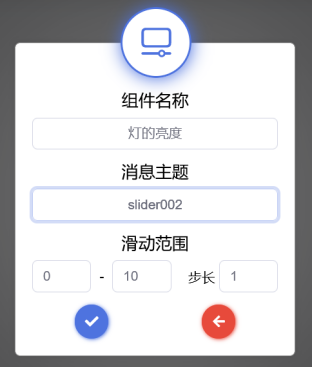 组件名称
灯的亮度
消息主题
slider002
滑动范围
0 - 10 步长 1